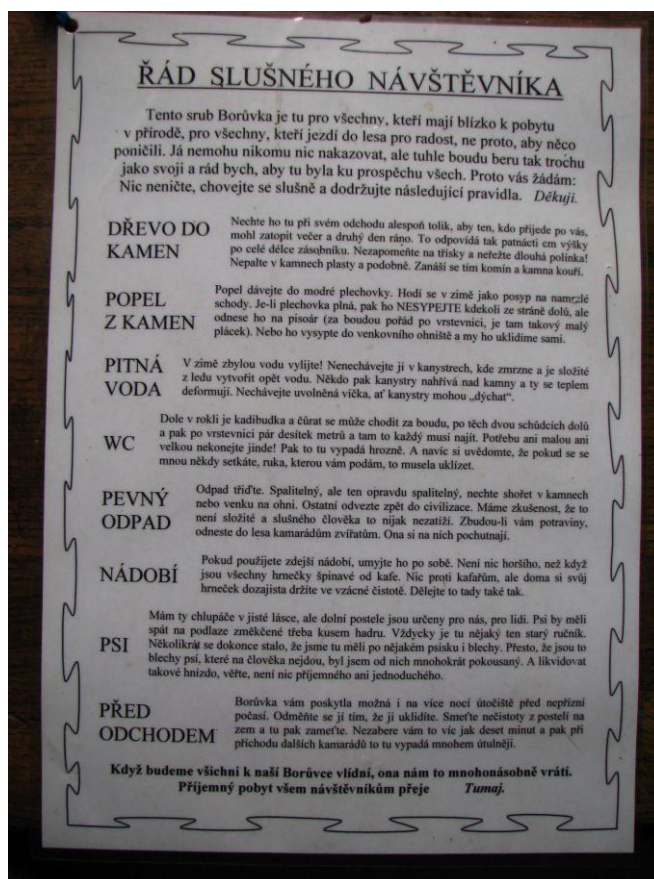 ŘÁD SLUŠNÉHO NÁVŠTĚVNÍKA
Tento srub Borůvka je tu pro všechny, kteří mají blízko k pobytu
v přírodě, pro všechny, kteří jezdí do lesa pro radost, ne proto, aby něco
poničili. Já nemohu nikomu nic nakazovat, ale tuhle boudu beru tak trochu
jako svoji a rád bych, aby tu byla ku prospěchu všech. Proto vás žádám:
Nic neničte, chovejte se slušně a dodržujte následující pravidla. Děkuji.
DŘEVO DO
KAMEN
Nechte ho tu při svém odchodu alespoň tolik, aby ten, kdo přijede po vás,
mohl zatopit večer a druhý den ráno. To odpovídá tak patnácti cm výšky
po celé délce zásobníku. Nezapomeňte na třísky a neřežte dlouhá polínka!
Nepalte v kamnech plasty a podobně. Zanáší se tím komín a kamna kouří.
POPEL
Z KAMEN
Popel dávejte do modré plechovky. Hodí se v zimě jako posyp na namrzlé
schody. Je-li plechovka plná, pak ho NESYPEJTE kdekoli ze stráně dolů, ale
odnese ho na pisoár (za boudou pořád po vrstevnici, je tam takový malý
plácek). Nebo ho vysypte do venkovního ohniště a my ho uklidíme sami.
PITNÁ
VODA
V zimě zbylou vodu vylijte! Nenechávejte ji v kanystrech, kde zmrzne a je složité
z ledu vytvořit opět vodu. Někdo pak kanystry nahřívá nad kamny a ty se teplem
deformují. Nechávejte uvolněná víčka, ať kanystry mohou „dýchat“.
WC
Dole v rokli je kadibudka a čůrat se může chodit za boudu, po těch dvou schůdcích dolů
a pak po vrstevnici pár desítek metrů a tam to každý musí najít. Potřebu ani malou ani
velkou nekonejte jinde! Pak to tu vypadá hrozně. A navíc si uvědomte, že pokud se se
mnou někdy setkáte, ruka, kterou vám podám, to musela uklízet.
PEVNÝ
ODPAD
Odpad třiďte. Spalitelný, ale ten opravdu spalitelný, nechte shořet v kamnech
nebo venku na ohni. Ostatní odvezte zpět do civilizace. Máme zkušenost, že to
není složité a slušného člověka to nijak nezatíží. Zbudou-li vám potraviny,
odneste do lesa kamarádům zvířatům. Ona si na nich pochutnají.
NÁDOBÍ
Pokud použijete zdejší nádobí, umyjte ho po sobě. Není nic horšího, než když
jsou všechny hrnečky špinavé od kafe. Nic proti kafařům, ale doma si svůj
hrneček dozajista držíte ve vzácné čistotě. Dělejte to tady také tak.
PSI
Mám ty chlupáče v jisté lásce, ale dolní postele jsou určeny pro nás, pro lidi. Psi by měli
spát na podlaze změkčené třeba kusem hadru. Vždycky je tu nějaký ten starý ručník.
Několikrát se dokonce stalo, že jsme tu měli po nějakém psisku i blechy. Přesto, že jsou to
blechy psí, které na člověka nejdou, byl jsem od nich mnohokrát pokousaný. A likvidovat
takové hnízdo, věřte, není nic příjemného ani jednoduchého.
PŘED
ODCHODEM
Borůvka vám poskytla možná i na více nocí útočiště před nepřízní
počasí. Odměňte se jí tím, že ji uklidíte. Smeťte nečistoty z postelí na
zem a tu pak zameťte. Nezabere vám to víc jak deset minut a pak při
příchodu dalších kamarádů to tu vypadá mnohem útulněji.
Když budeme všichni k naší Borůvce vlídní, ona nám to mnohonásobně vrátí.
Příjemný pobyt všem návštěvníkům přeje Tumaj.